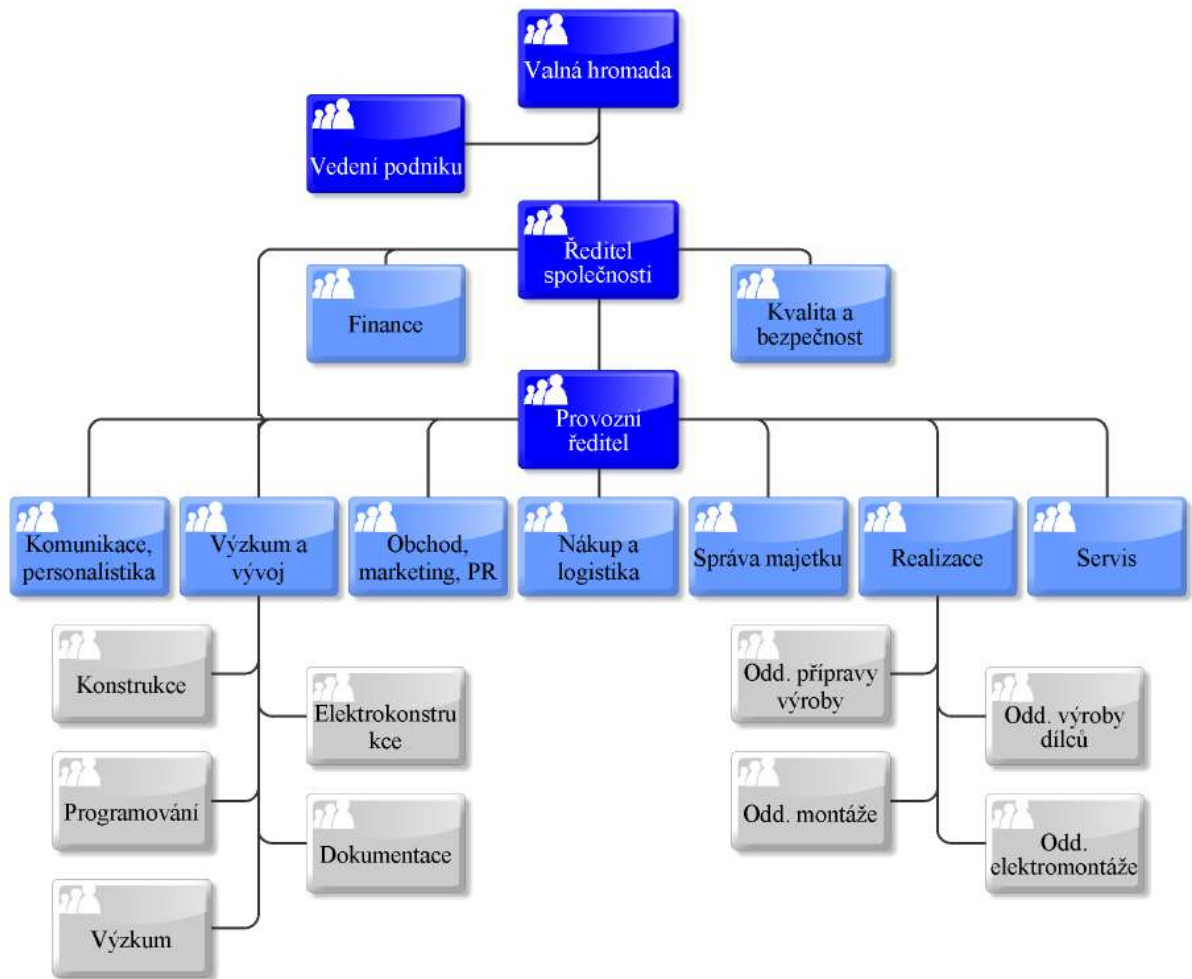 Valná hromada
Vedení podniku
Ředitel
společnosti
Finance
Kvalita a
bezpečnost
Provozní
ředitel
Komunikace,
personalistika
Výzkum a
vývoj
Obchod,
marketing, PR
Nákup a
logistika
Správa majetku
Realizace
Servis
Konstrukce
Elektrokonstru
kce
Programování
Dokumentace
Výzkum
Odd. přípravy
výroby
Odd. výroby
dílců
Odd. montáže
Odd.
elektromontáže